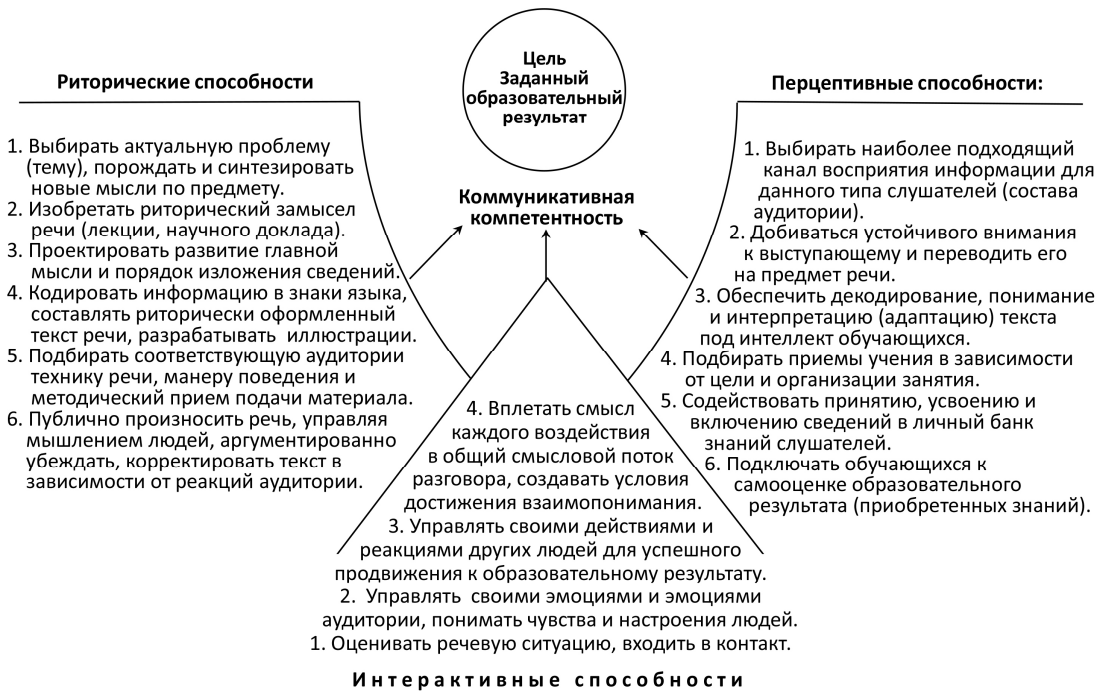 Цель
Заданный
образовательный
результат
Коммуникативная
компетентность
Риторические способности
1. Выбирать актуальную проблему
(тему), порождать и синтезировать
новые мысли по предмету.
2. Изобретать риторический замысел
речи (лекции, научного доклада).
3. Проектировать развитие главной
мысли и порядок изложения сведений.
4. Кодировать информацию в знаки языка,
составлять риторически оформленный
текст речи, разрабатывать иллюстрации.
5. Подбирать соответствующую аудитории
технику речи, манеру поведения и
методический прием подачи материала.
6. Публично произносить речь, управляя
мышлением людей, аргументированно
убеждать, корректировать текст в
зависимости от реакций аудитории.
Перцептивные способности:
1. Выбирать наиболее подходящий
канал восприятия информации для
данного типа слушателей (состава
аудитории).
2. Добиваться устойчивого внимания
к выступающему и переводить его
на предмет речи.
3. Обеспечить декодирование, понимание
и интерпретацию (адаптацию) текста
под интеллект обучающихся.
4. Подбирать приемы учения в зависимости
от цели и организации занятия.
5. Содействовать принятию, усвоению и
включению сведений в личный банк
знаний слушателей.
6. Подключать обучающихся к
самооценке образовательного
результата (приобретенных знаний).
4. Вплетать смысл
каждого воздействия
в общий смысловой поток
разговора, создавать условия
достижения взаимопонимания.
3. Управлять своими действиями и
реакциями других людей для успешного
продвижения к образовательному результату.
2. Управлять своими эмоциями и эмоциями
аудитории, понимать чувства и настроения людей.
1. Оценивать речевую ситуацию, входить в контакт.
Интерактивные способности